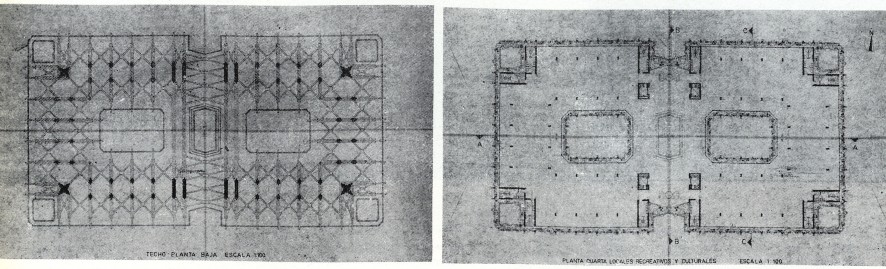 TECHO PLANTA BAJA ESCALA 1:100
B
C
N
A
A
B
C
PLANTA CUARTA LOCALES RECREATIVOS Y CULTURALES ESCALA 1:100